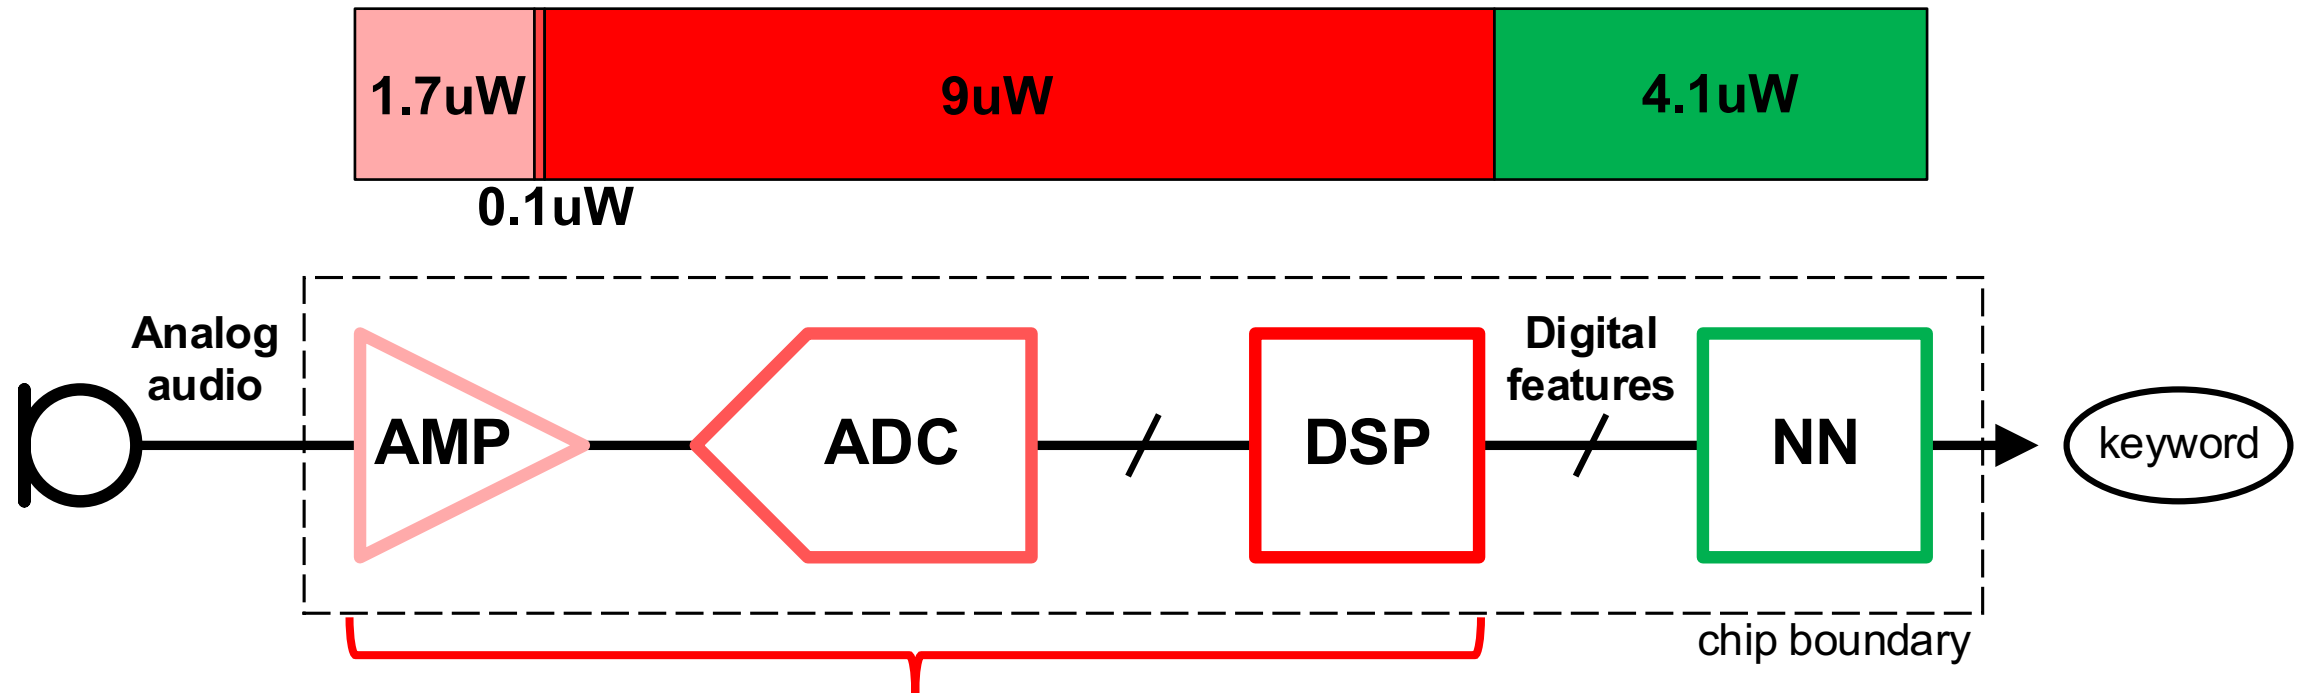 1.7uW
9uW
4.1uW
0.1uW
Analog
audio
AMP
ADC
DSP
Digital
features
NN
keyword
chip boundary